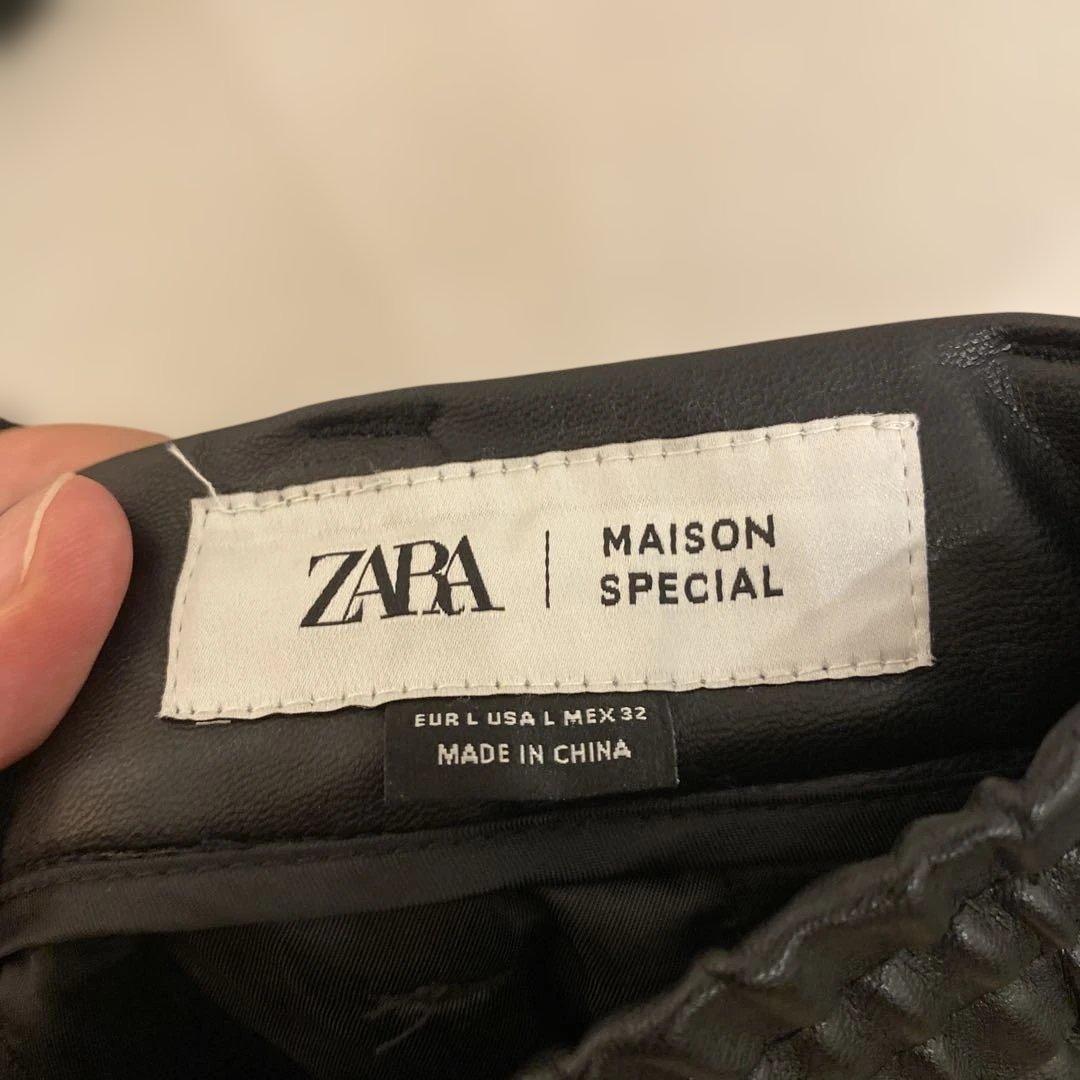 ZARA
MAISON
SPECIAL
EUR L USA L MEX 32
MADE IN CHINA